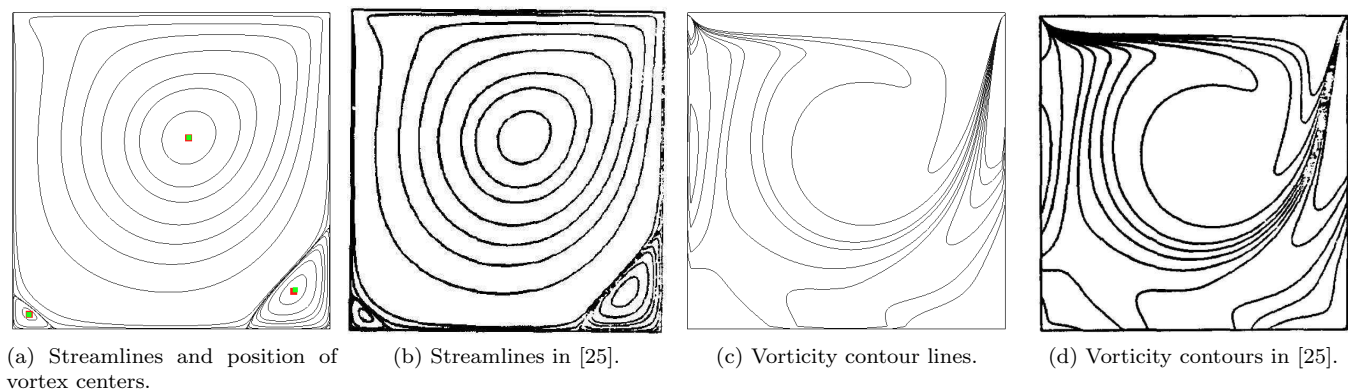 (a) Streamlines and position of
vortex centers.
(b) Streamlines in [25].
(c) Vorticity contour lines.
(d) Vorticity contours in [25].